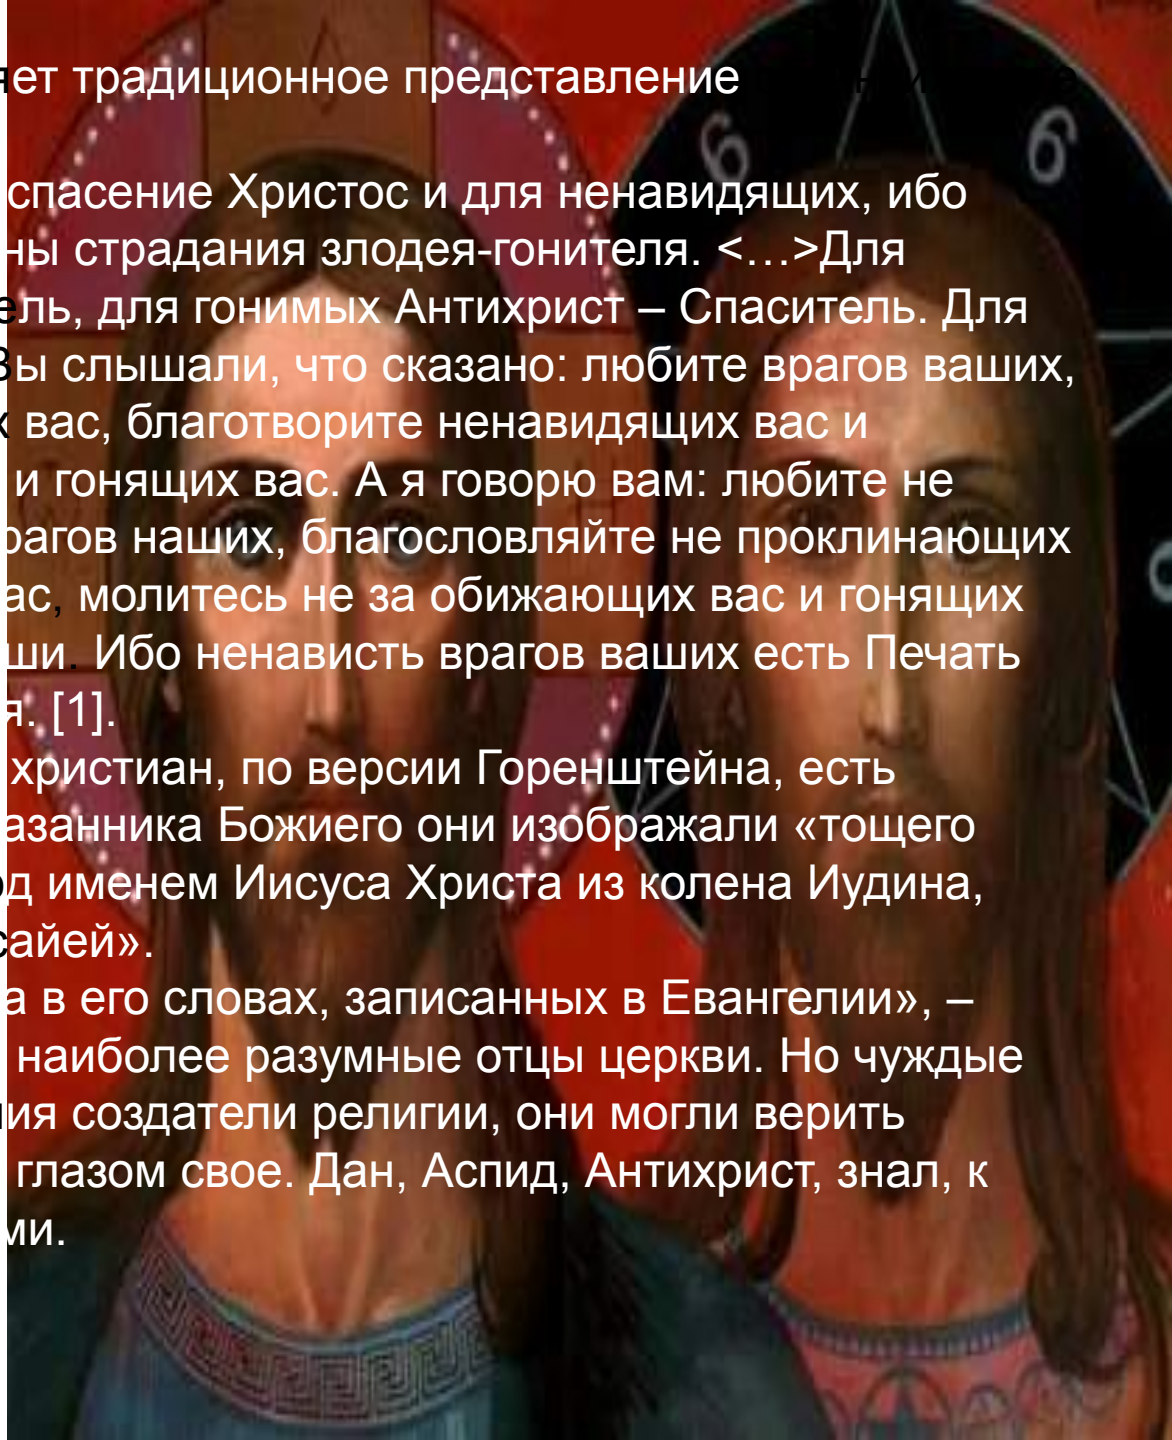 яет традиционное представление
6 6
спасение Христос и для ненавидящих, ибо
ны страдания злодея-гонителя. <…>Для
ель, для гонимых Антихрист – Спаситель. Для
Вы слышали, что сказано: любите врагов ваших,
х вас, благотворите ненавидящих вас и
и гонящих вас. А я говорю вам: любите не
рагов наших, благословляйте не проклинающих
ас, молитесь не за обижающих вас и гонящих
ши. Ибо ненависть врагов ваших есть Печать
я. [1].
христиан, по версии Горенштейна, есть
азанника Божиего они изображали «тощего
од именем Иисуса Христа из колена Иудина,
сайей».
а в его словах, записанных в Евангелии», –
наиболее разумные отцы церкви. Но чуждые
ия создатели религии, они могли верить
глазом свое. Дан, Аспид, Антихрист, знал, к
ми.